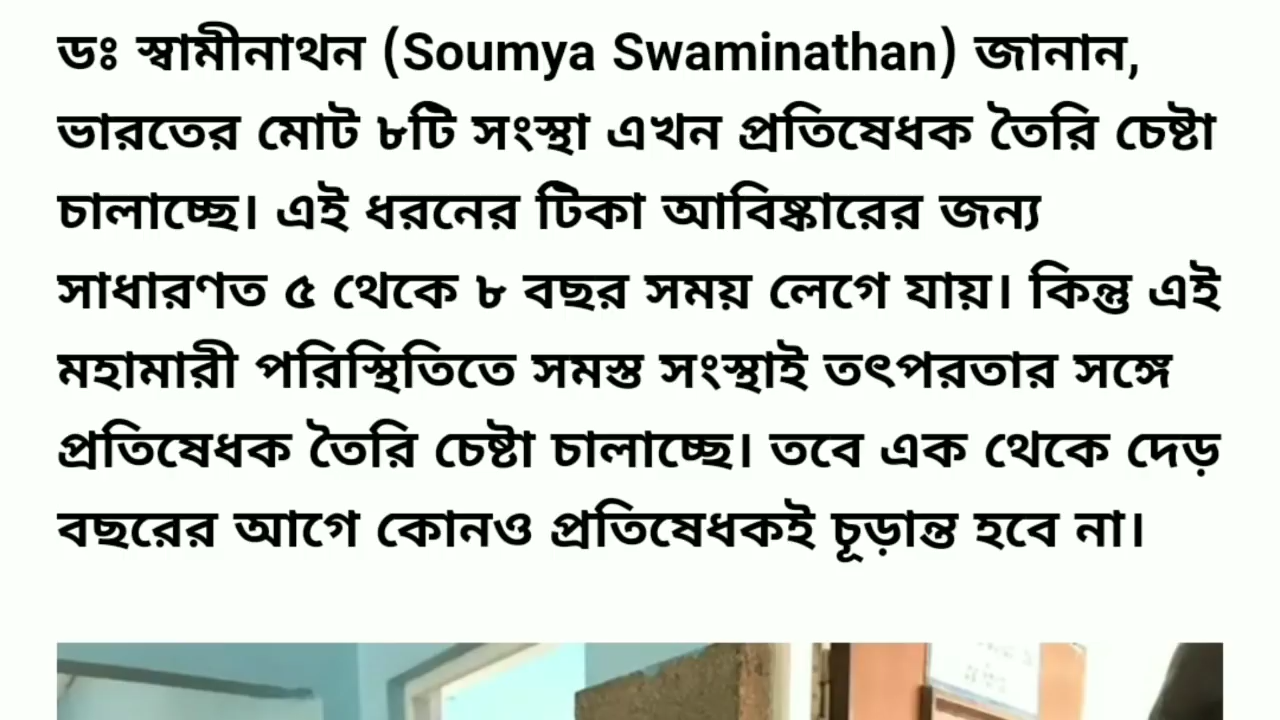 ডঃ স্বামীনাথন (Soumya Swaminathan) জানান,
ভারতের মোট ৮টি সংস্থা এখন প্রতিষেধক তৈরি চেষ্টা
চালাচ্ছে। এই ধরনের টিকা আবিষ্কারের জন্য
সাধারণত ৫ থেকে ৮ বছর সময় লেগে যায়। কিন্তু এই
মহামারী পরিস্থিতিতে সমস্ত সংস্থাই তৎপরতার সঙ্গে
প্রতিষেধক তৈরি চেষ্টা চালাচ্ছে। তবে এক থেকে দেড়
বছরের আগে কোনও প্রতিষেধকই চূড়ান্ত হবে না।